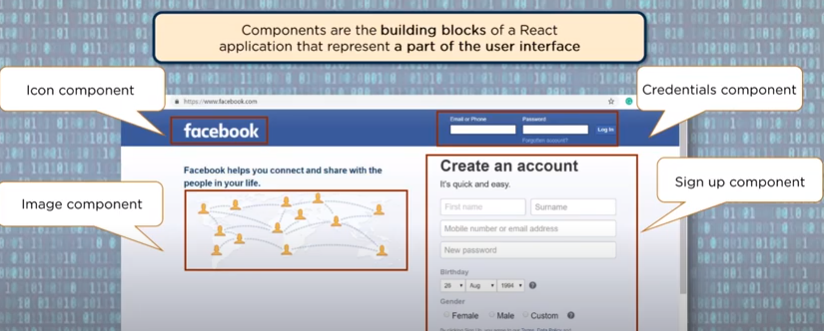 Components are the building blocks of a React
application that represent a part of the user interface
Icon component
Credentials component
https://www.facebook.com
facebook
Email or Phone
Password
Log In
Forgotten account?
Facebook helps you connect and share with the
people in your life.
Image component
Create an account
It's quick and easy.
Sign up component
First name
Surname
Mobile number or email address
New password
Birthday
28 Aug 1994
Gender
Female Male Custom